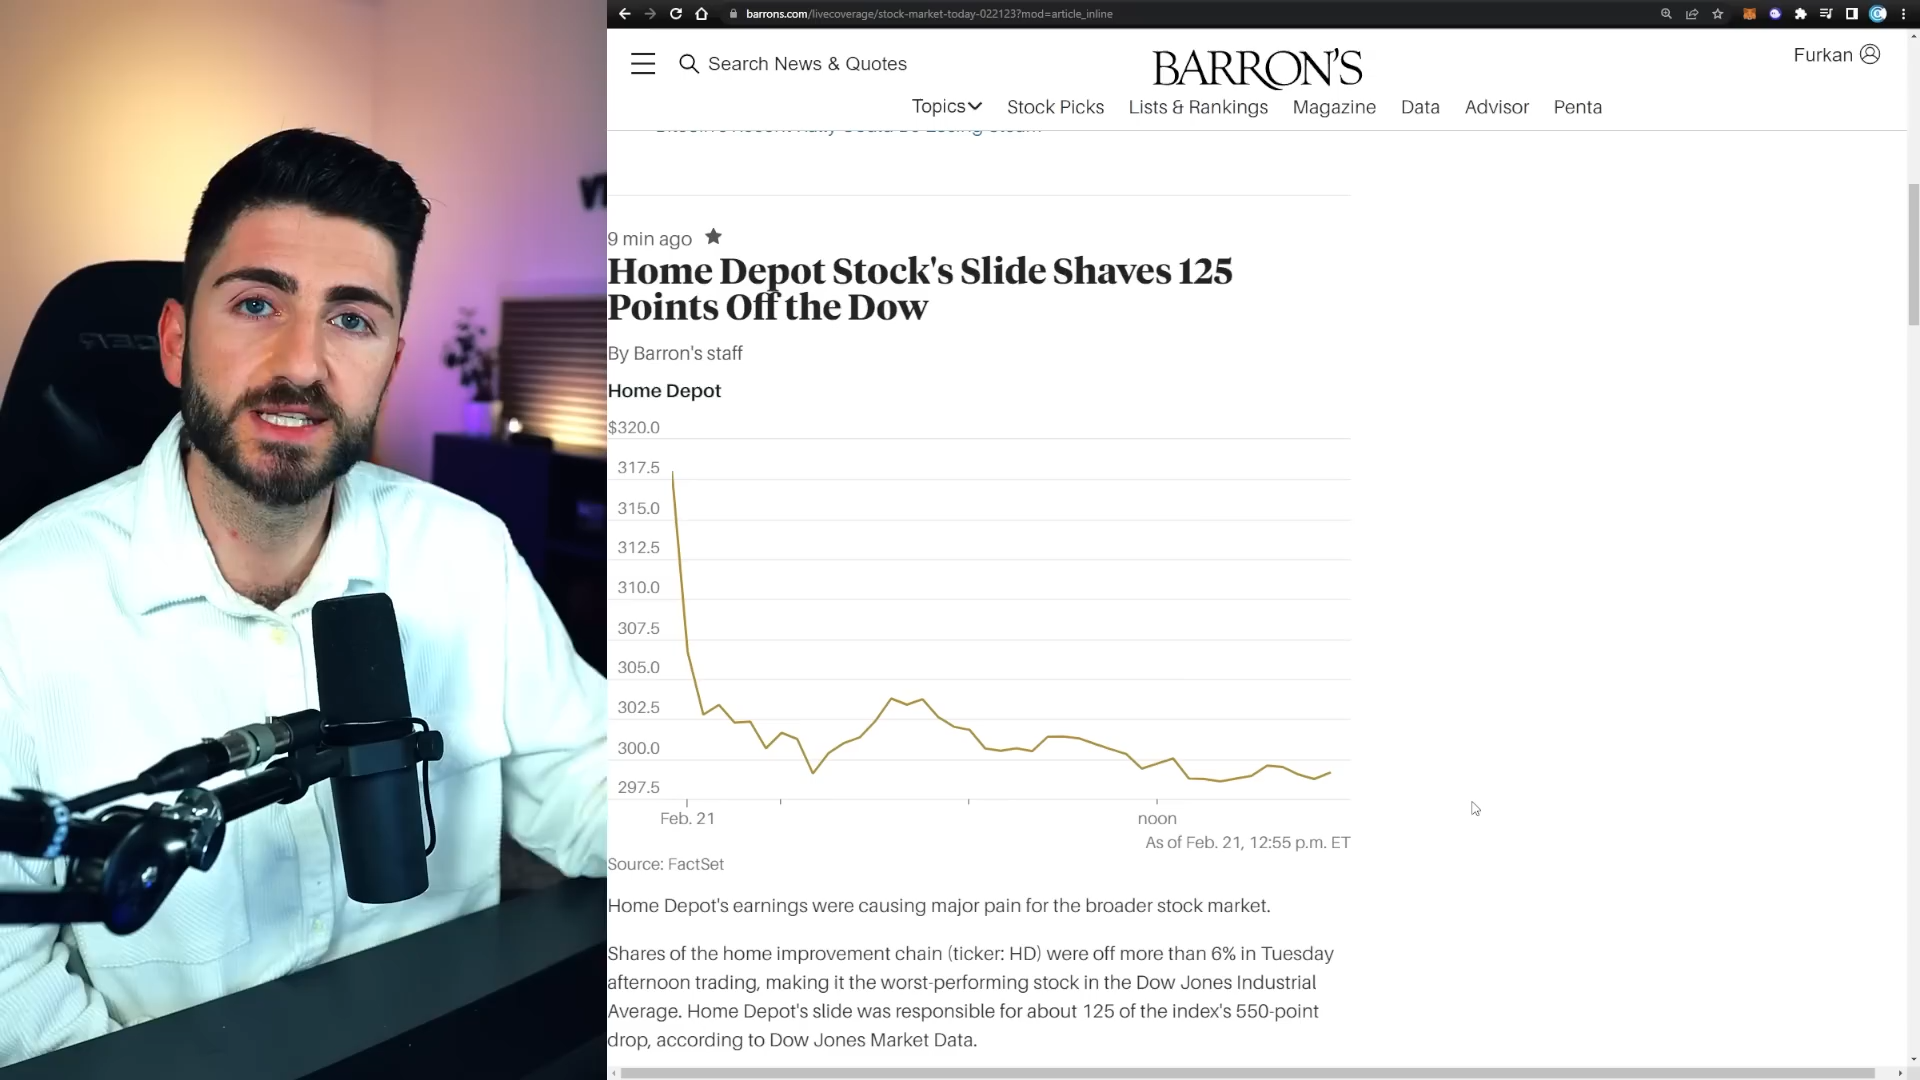 barrons.com/livecoverage/stock-market-today-022123?mod=article_inline
Search News & Quotes
BARRON'S
Furkan
Topics Stock Picks Lists & Rankings Magazine Data Advisor Penta
Bitcoin's Recent Rally Could Be Losing Steam
9 min ago
Home Depot Stock's Slide Shaves 125
Points Off the Dow
By Barron's staff
Home Depot
$320.0
317.5
315.0
312.5
310.0
307.5
305.0
302.5
300.0
297.5
Feb. 21 noon
As of Feb. 21, 12:55 p.m. ET
Source: FactSet
Home Depot's earnings were causing major pain for the broader stock market.
Shares of the home improvement chain (ticker: HD) were off more than 6% in Tuesday
afternoon trading, making it the worst-performing stock in the Dow Jones Industrial
Average. Home Depot's slide was responsible for about 125 of the index's 550-point
drop, according to Dow Jones Market Data.